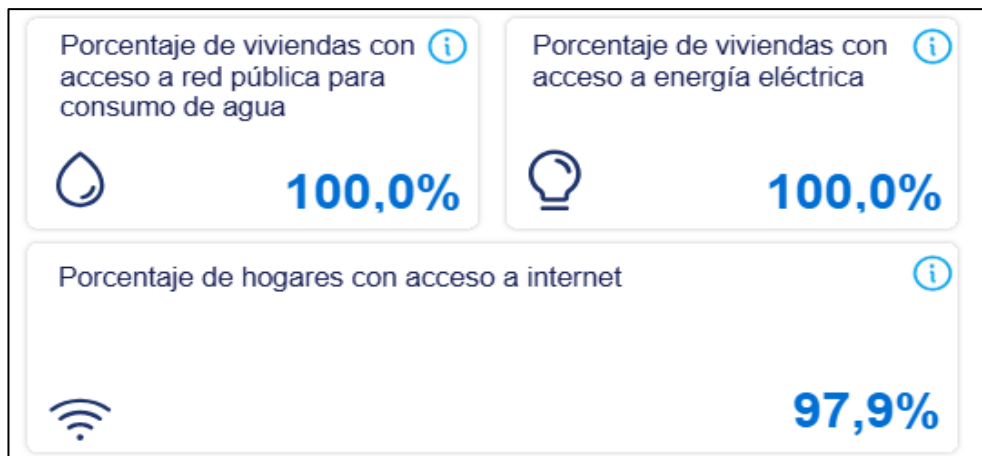 Porcentaje de viviendas con
acceso a red pública para
consumo de agua
100,0%
Porcentaje de viviendas con
acceso a energía eléctrica
100,0%
Porcentaje de hogares con acceso a internet
97,9%